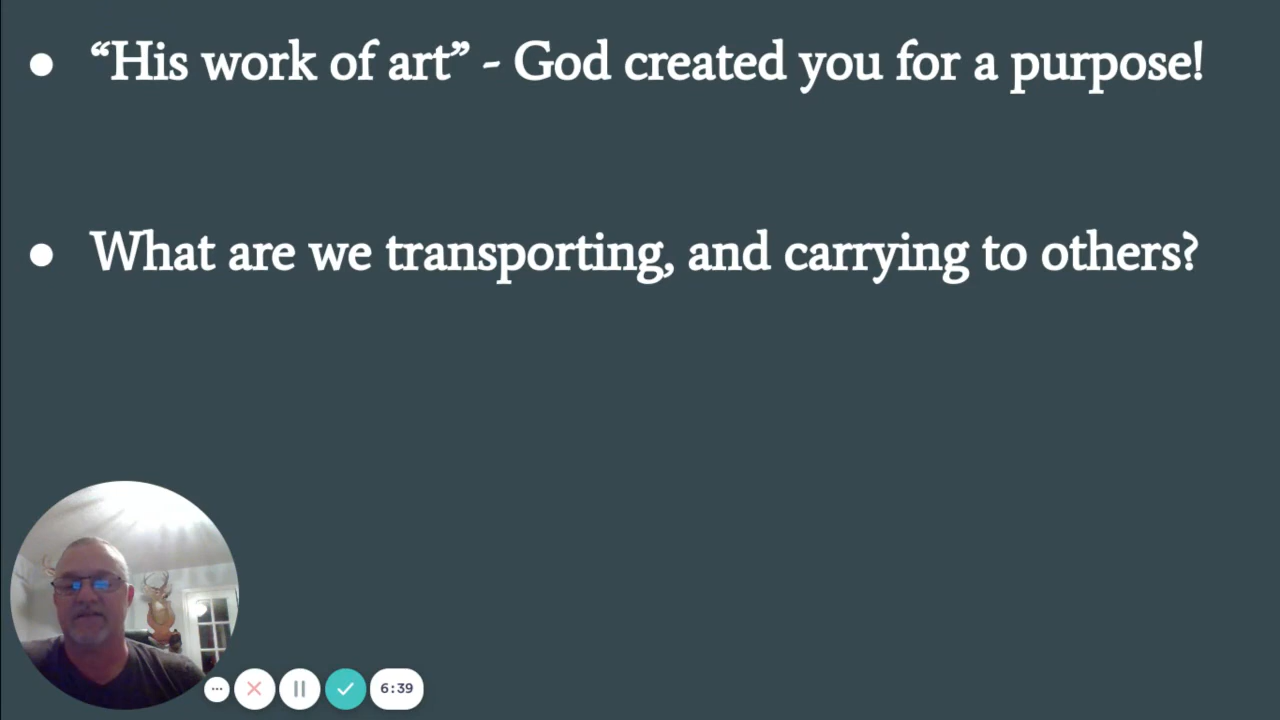 ● “His work of art” - God created you for a purpose!
● What are we transporting, and carrying to others?
6:39